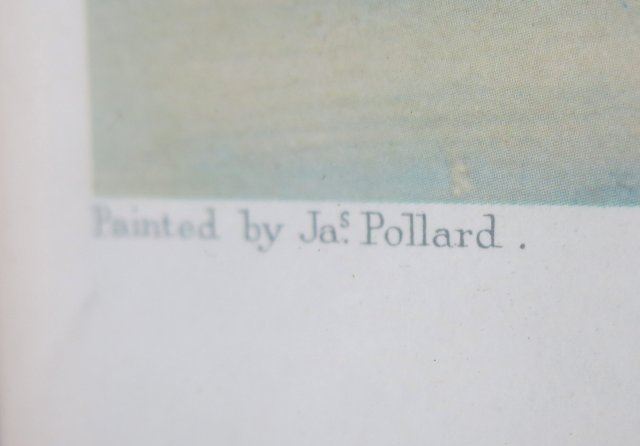 Painted by Jaˢ. Pollard .